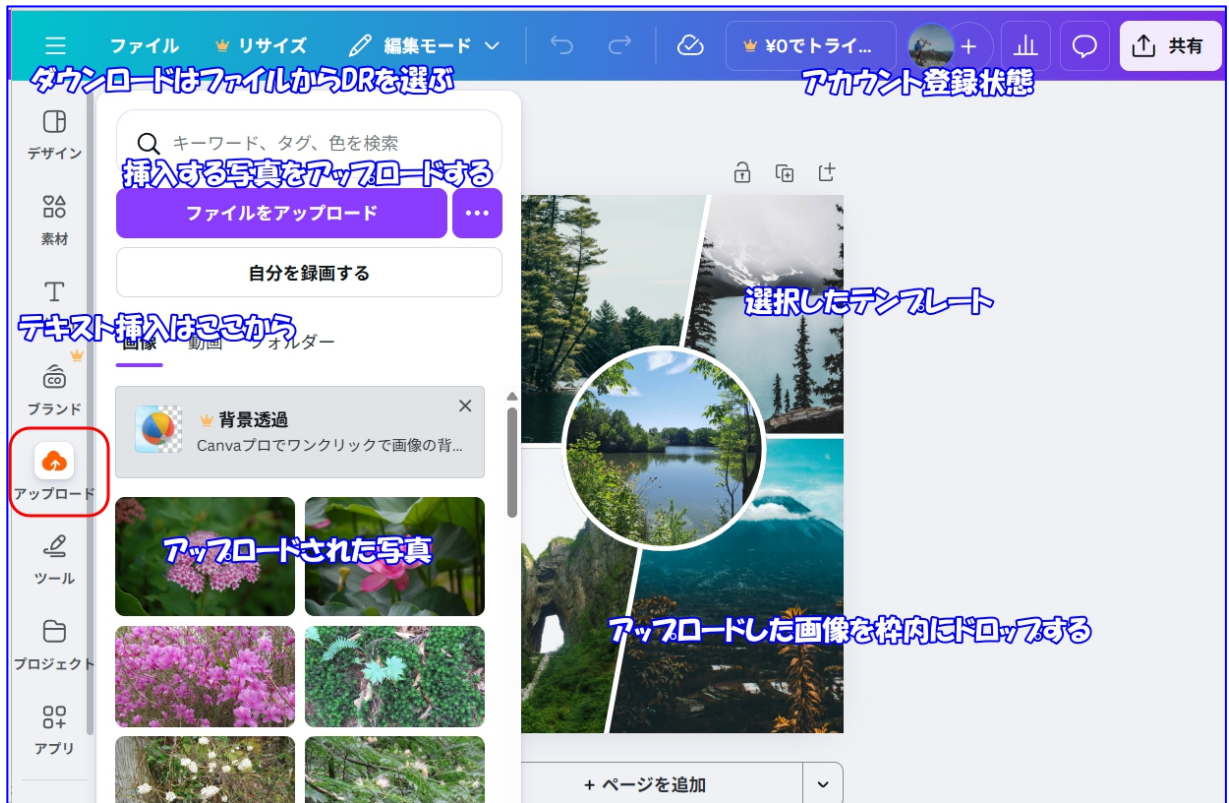 ファイル リサイズ 編集モード ¥0でトライ... + 共有
ダウンロードはファイルからDRを選ぶ
アカウント登録状態
デザイン
キーワード、タグ、色を検索
挿入する写真をアップロードする
ファイルをアップロード ...
素材
自分を録画する
選択したテンプレート
テキスト挿入はここから
画像 動画 フォルダー
ブランド
背景透過
Canvaプロでワンクリックで画像の背...
アップロード
アップロードされた写真
ツール
アップロードした画像を枠内にドロップする
プロジェクト
アプリ
+ ページを追加